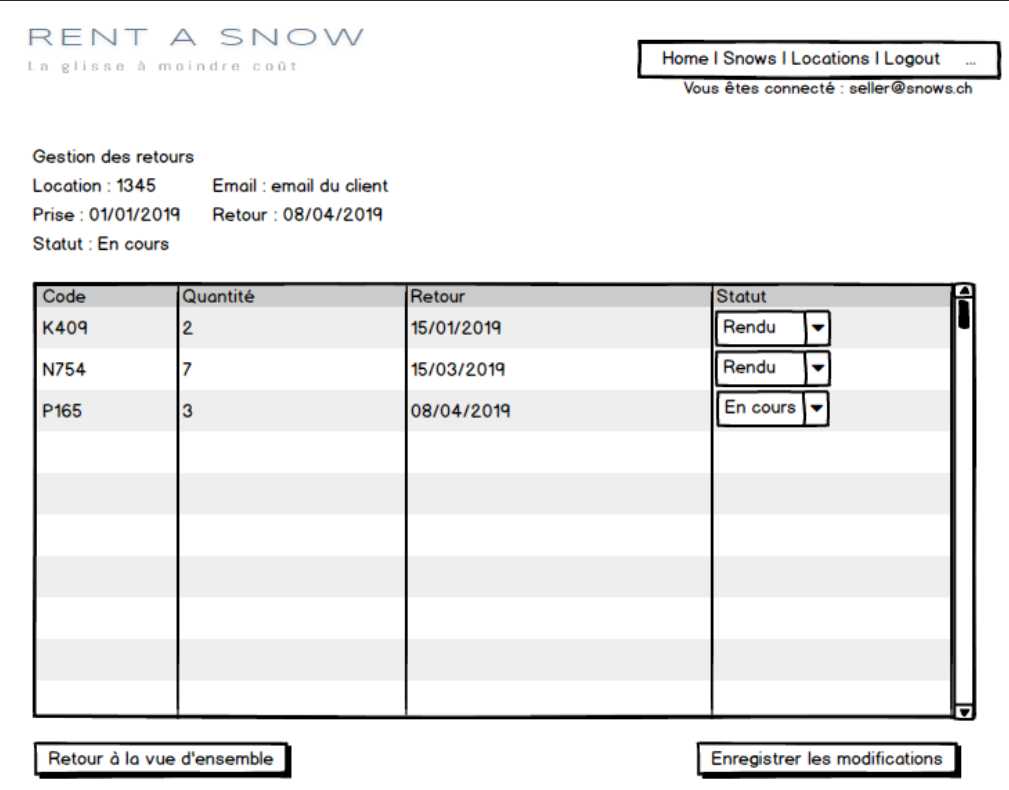 RENT A SNOW
La glisse à moindre coût
Home | Snows | Locations | Logout ...
Vous êtes connecté : seller@snows.ch
Gestion des retours
Location : 1345 Email : email du client
Prise : 01/01/2019 Retour : 08/04/2019
Statut : En cours
Code Quantité Retour Statut
K409 2 15/01/2019 Rendu
N754 7 15/03/2019 Rendu
P165 3 08/04/2019 En cours
Retour à la vue d'ensemble Enregistrer les modifications